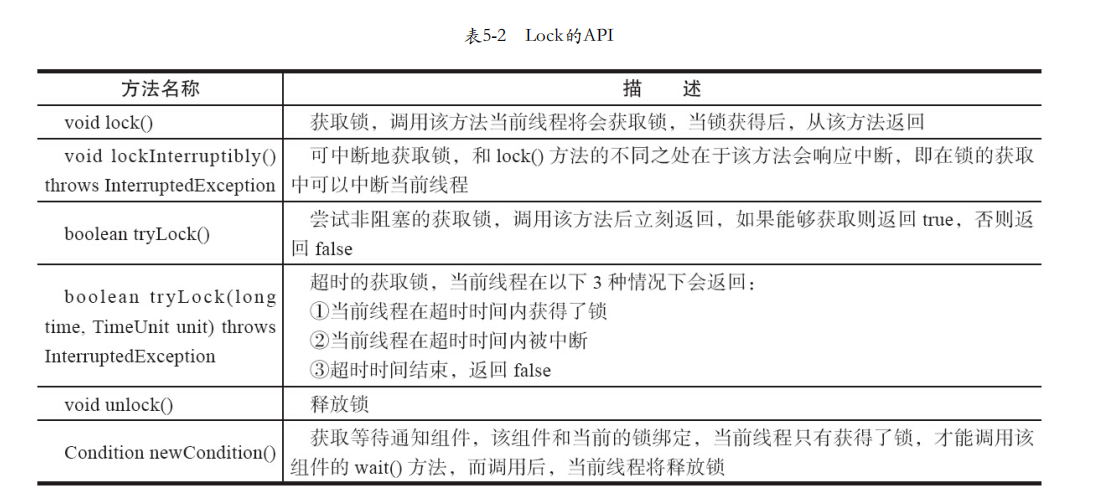 表5-2 Lock的API
方法名称 描 述
void lock() 获取锁，调用该方法当前线程将会获取锁，当锁获得后，从该方法返回
void lockInterruptibly()
throws InterruptedException
可中断地获取锁，和 lock() 方法的不同之处在于该方法会响应中断，即在锁的获取
中可以中断当前线程
boolean tryLock()
尝试非阻塞的获取锁，调用该方法后立刻返回，如果能够获取则返回 true，否则返
回 false
boolean tryLock(long
time, TimeUnit unit) throws
InterruptedException
超时的获取锁，当前线程在以下 3 种情况下会返回：
①当前线程在超时时间内获得了锁
②当前线程在超时时间内被中断
③超时时间结束，返回 false
void unlock() 释放锁
Condition newCondition()
获取等待通知组件，该组件和当前的锁绑定，当前线程只有获得了锁，才能调用该
组件的 wait() 方法，而调用后，当前线程将释放锁